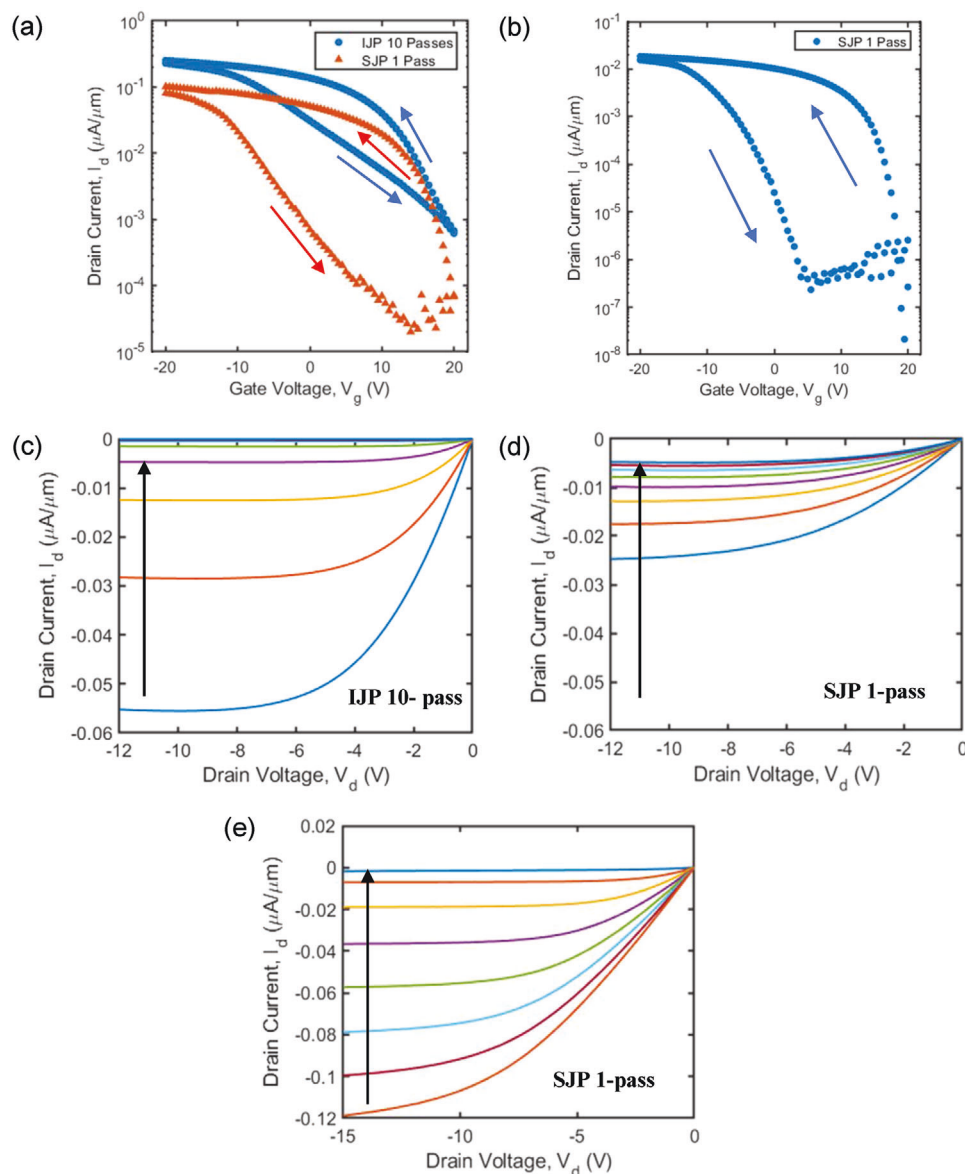 (a)
10^0
10^-1
10^-2
10^-3
10^-4
10^-5
Drain Current, I_d (μA/μm)
IJP 10 Passes
SJP 1 Pass
-20 -10 0 10 20
Gate Voltage, V_g (V)
(b)
10^-1
10^-2
10^-3
10^-4
10^-5
10^-6
10^-7
10^-8
Drain Current, I_d (μA/μm)
SJP 1 Pass
-20 -10 0 10 20
Gate Voltage, V_g (V)
(c)
0
-0.01
-0.02
-0.03
-0.04
-0.05
-0.06
Drain Current, I_d (μA/μm)
IJP 10- pass
-12 -10 -8 -6 -4 -2 0
Drain Voltage, V_d (V)
(d)
0
-0.01
-0.02
-0.03
-0.04
-0.05
-0.06
Drain Current, I_d (μA/μm)
SJP 1-pass
-12 -10 -8 -6 -4 -2 0
Drain Voltage, V_d (V)
(e)
0.02
0
-0.02
-0.04
-0.06
-0.08
-0.1
-0.12
Drain Current, I_d (μA/μm)
SJP 1-pass
-15 -10 -5 0
Drain Voltage, V_d (V)